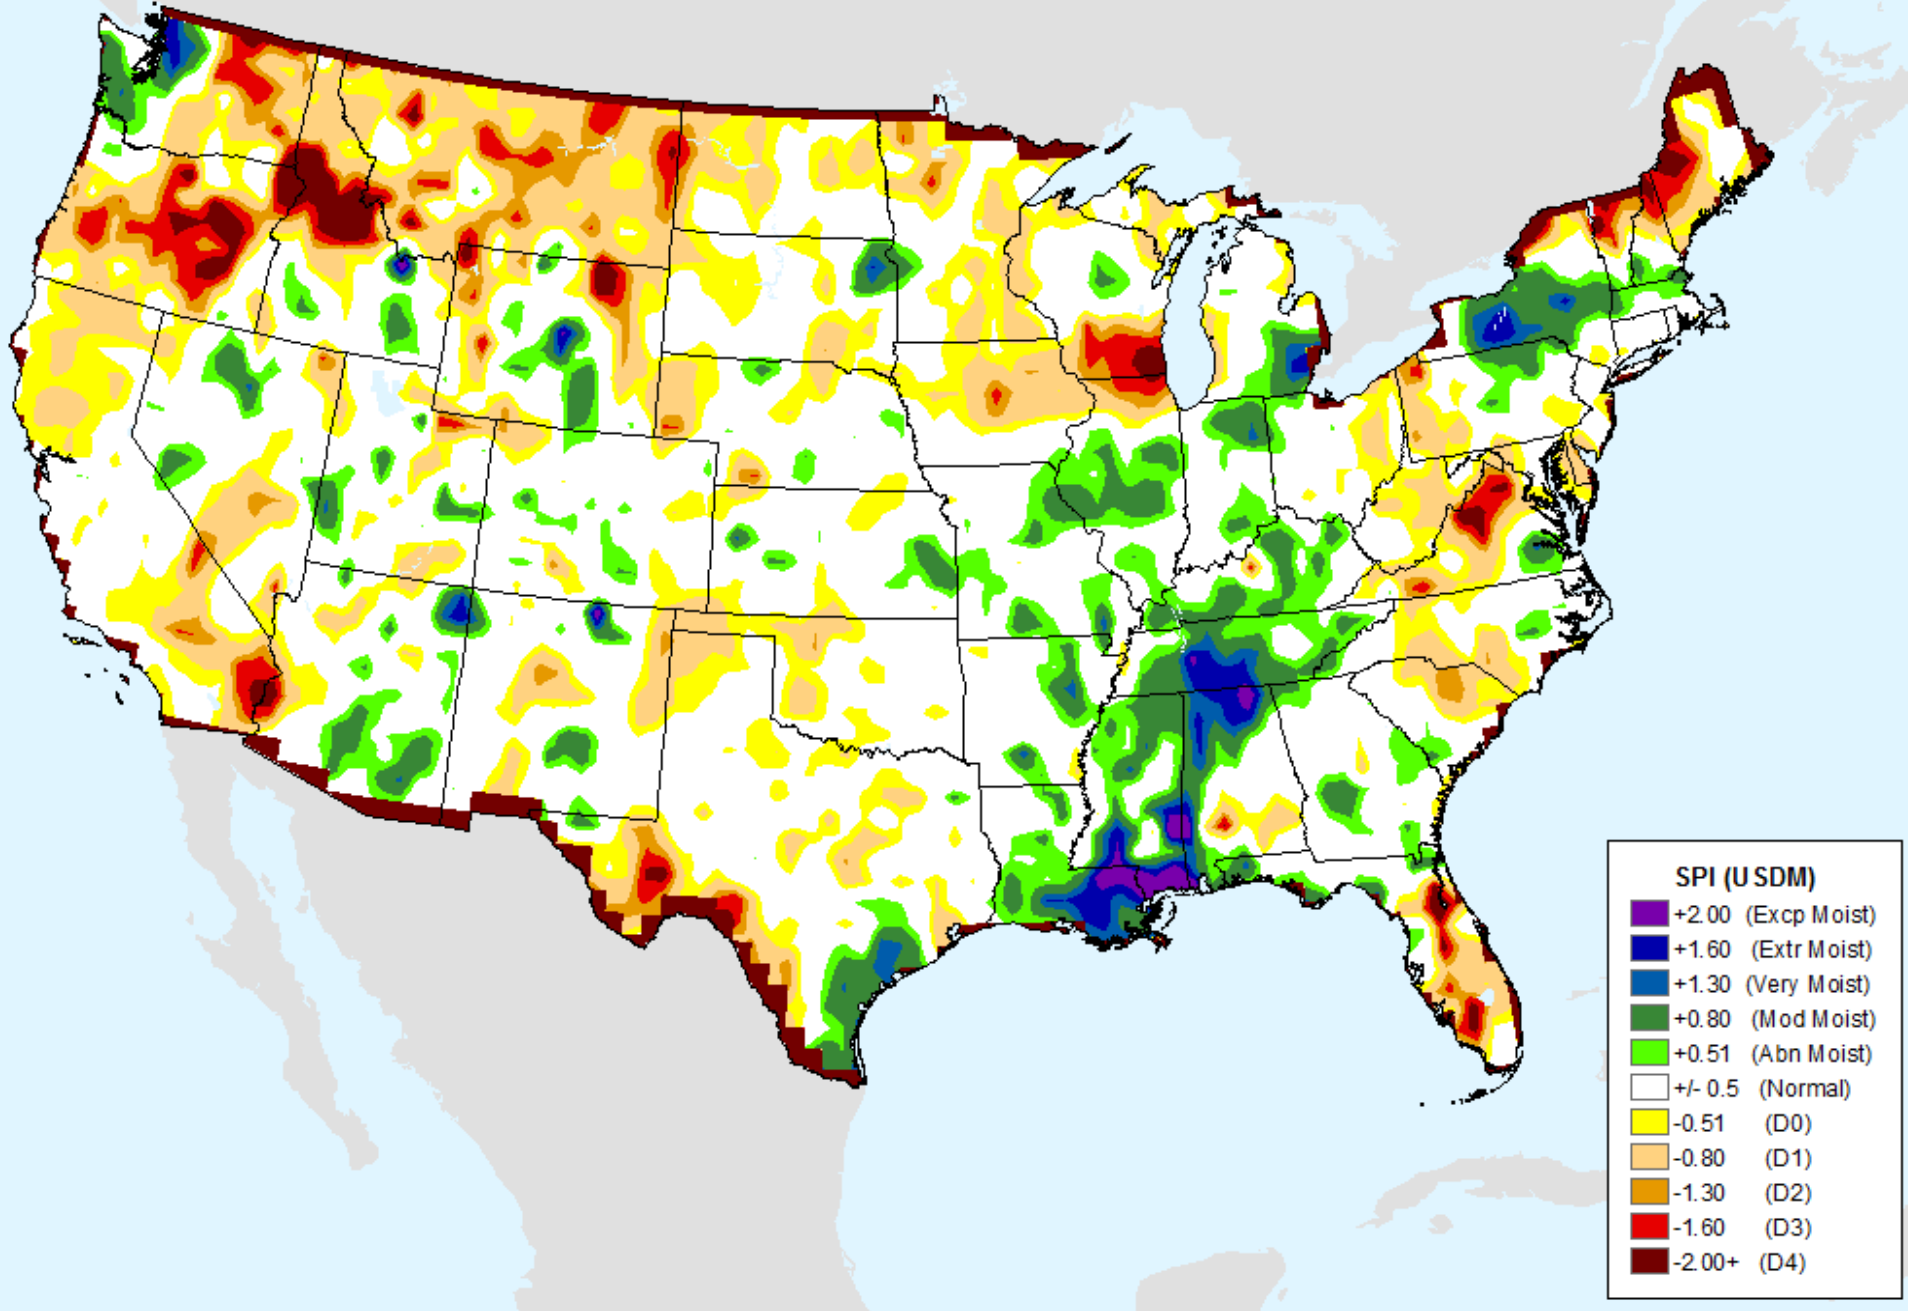 SPI (USDM)
+2.00 (Excp Moist)
+1.60 (Extr Moist)
+1.30 (Very Moist)
+0.80 (Mod Moist)
+0.51 (Abn Moist)
+/- 0.5 (Normal)
-0.51 (D0)
-0.80 (D1)
-1.30 (D2)
-1.60 (D3)
-2.00+ (D4)